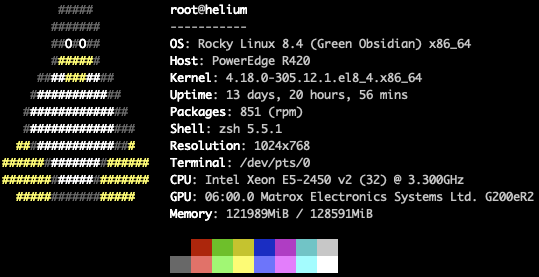 root@helium
-----------
OS: Rocky Linux 8.4 (Green Obsidian) x86_64
Host: PowerEdge R420
Kernel: 4.18.0-305.12.1.el8_4.x86_64
Uptime: 13 days, 20 hours, 56 mins
Packages: 851 (rpm)
Shell: zsh 5.5.1
Resolution: 1024x768
Terminal: /dev/pts/0
CPU: Intel Xeon E5-2450 v2 (32) @ 3.300GHz
GPU: 06:00.0 Matrox Electronics Systems Ltd. G200eR2
Memory: 121989MiB / 128591MiB